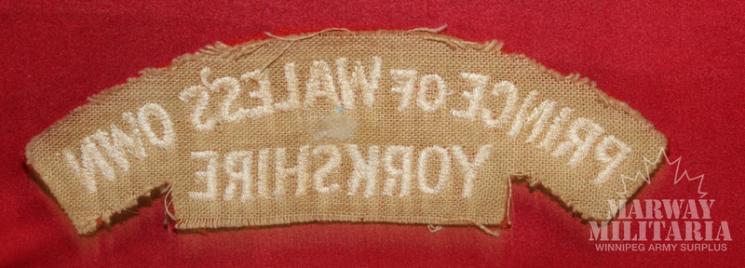 PRINCE OF WALES'S OWN
YORKSHIRE
MARWAY
MILITARIA
WINNIPEG ARMY SURPLUS